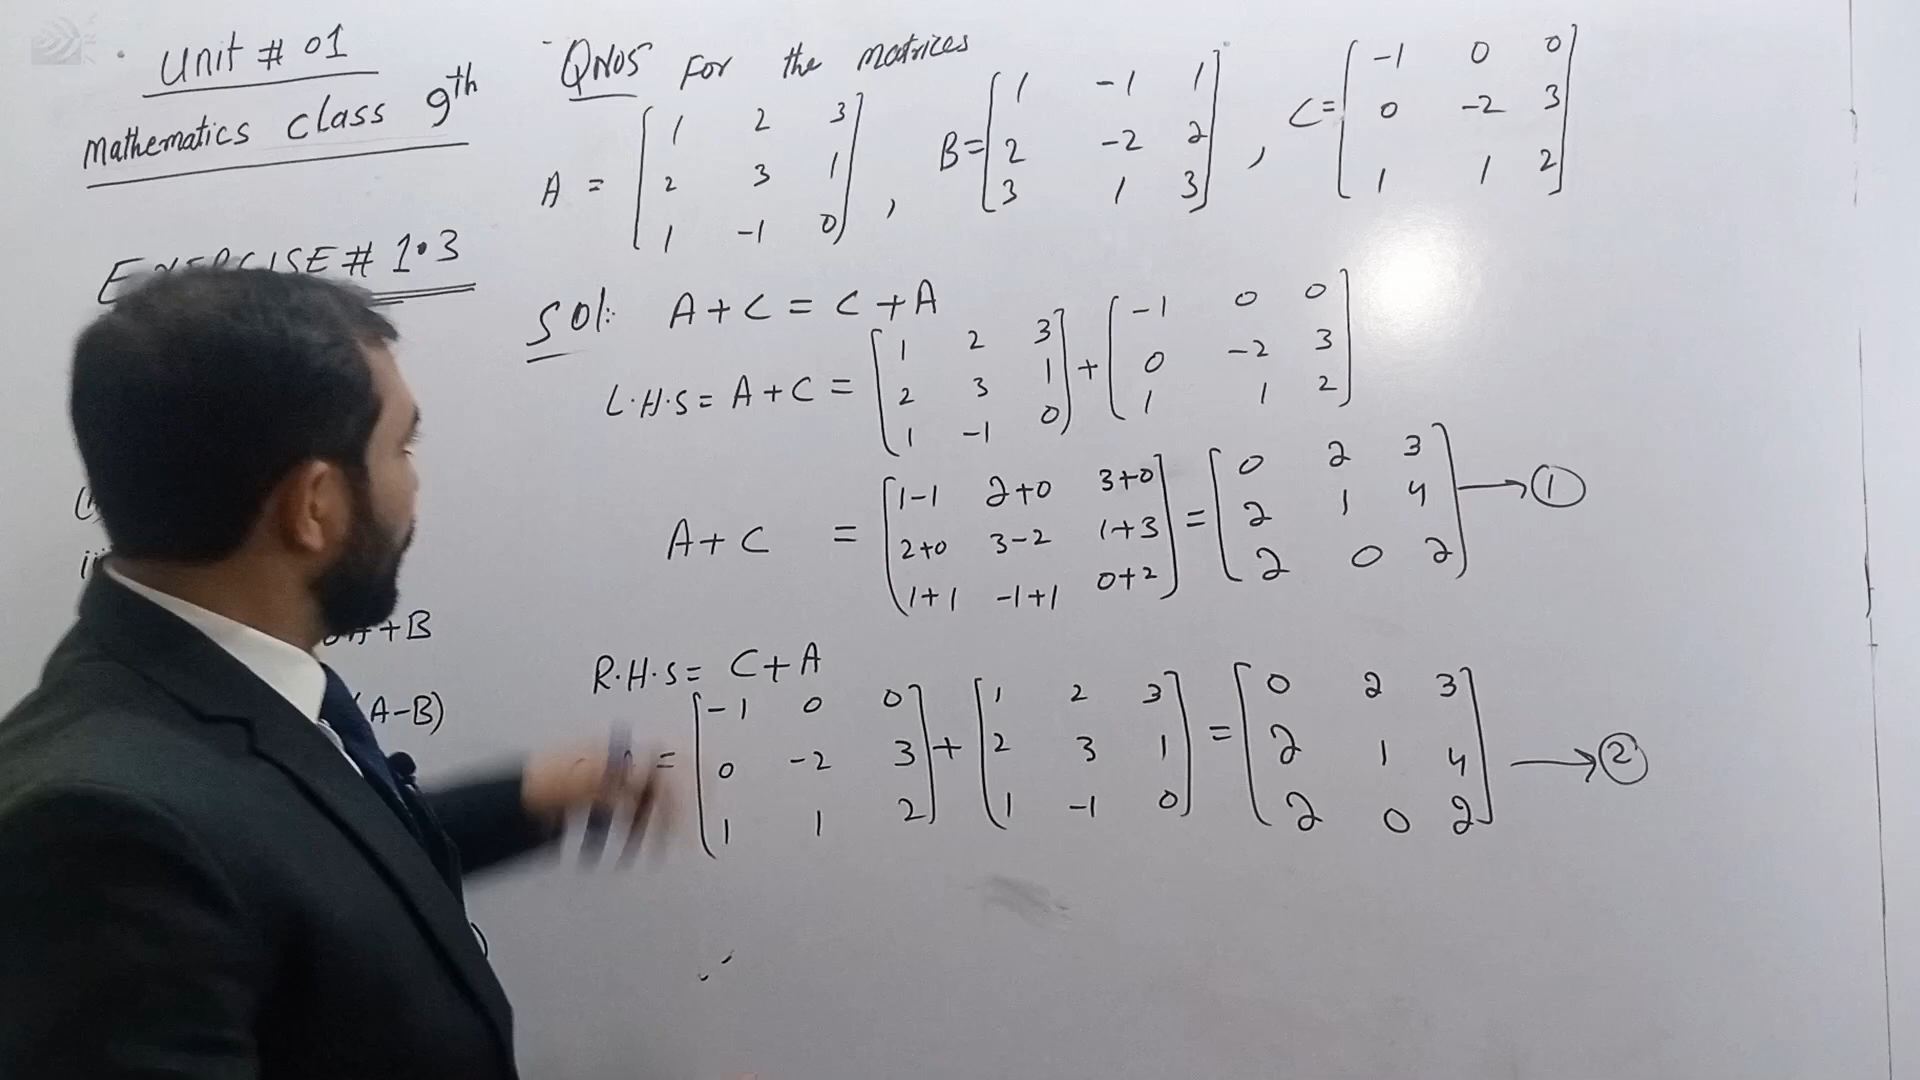 Unit # 01
Mathematics class 9th
EXERCISE # 1.3
A+B
(A-B)
QNO5 For the matrices
A = [1 2 3
2 3 1
1 -1 0] , B = [1 -1 1
2 -2 2
3 1 3] , C = [-1 0 0
0 -2 3
1 1 2]
Sol: A+C = C+A
L.H.S = A+C = [1 2 3
2 3 1
1 -1 0] + [-1 0 0
0 -2 3
1 1 2]
A+C = [1-1 2+0 3+0
2+0 3-2 1+3
1+1 -1+1 0+2] = [0 2 3
2 1 4
2 0 2] → ①
R.H.S = C+A
= [-1 0 0
0 -2 3
1 1 2] + [1 2 3
2 3 1
1 -1 0] = [0 2 3
2 1 4
2 0 2] → ②